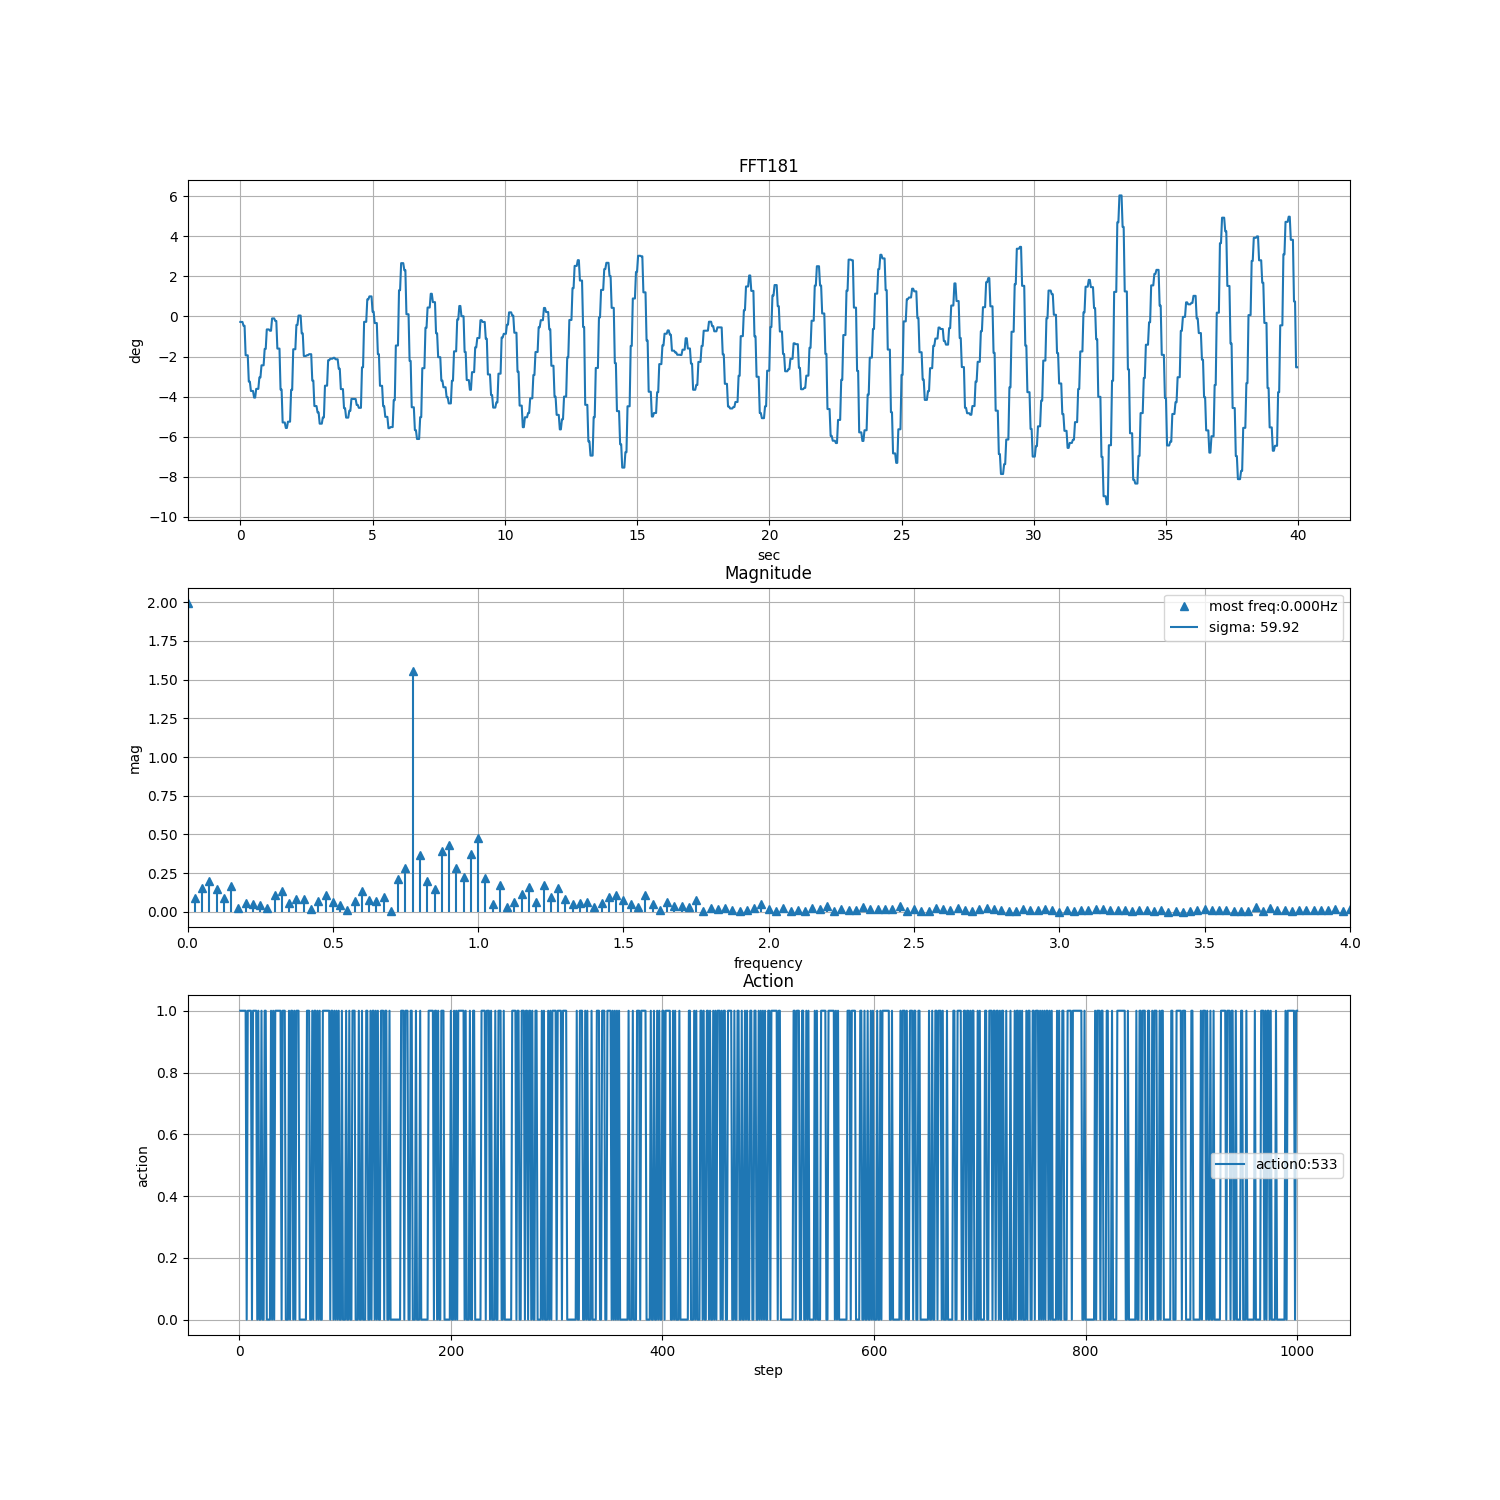 FFT181
6
4
2
0
−2
−4
−6
−8
−10
deg
0 5 10 15 20 25 30 35 40
sec
Magnitude
2.00
1.75
1.50
1.25
1.00
0.75
0.50
0.25
0.00
mag
most freq:0.000Hz
sigma: 59.92
0.0 0.5 1.0 1.5 2.0 2.5 3.0 3.5 4.0
frequency
Action
1.0
0.8
0.6
0.4
0.2
0.0
action
action0:533
0 200 400 600 800 1000
step